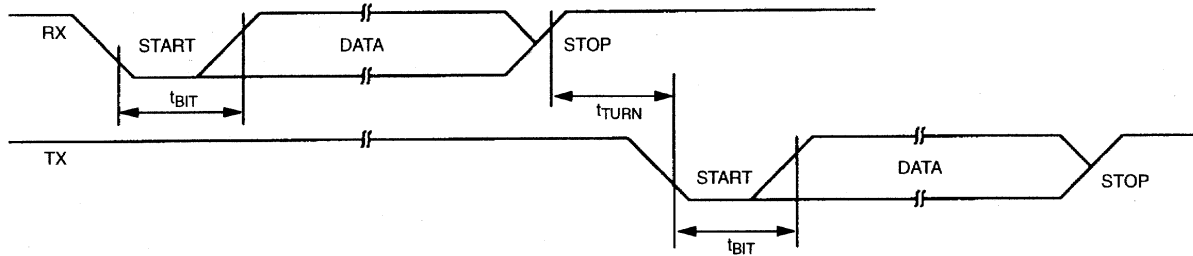 RX
START
DATA
STOP
tBIT
tTURN
TX
START
DATA
STOP
tBIT